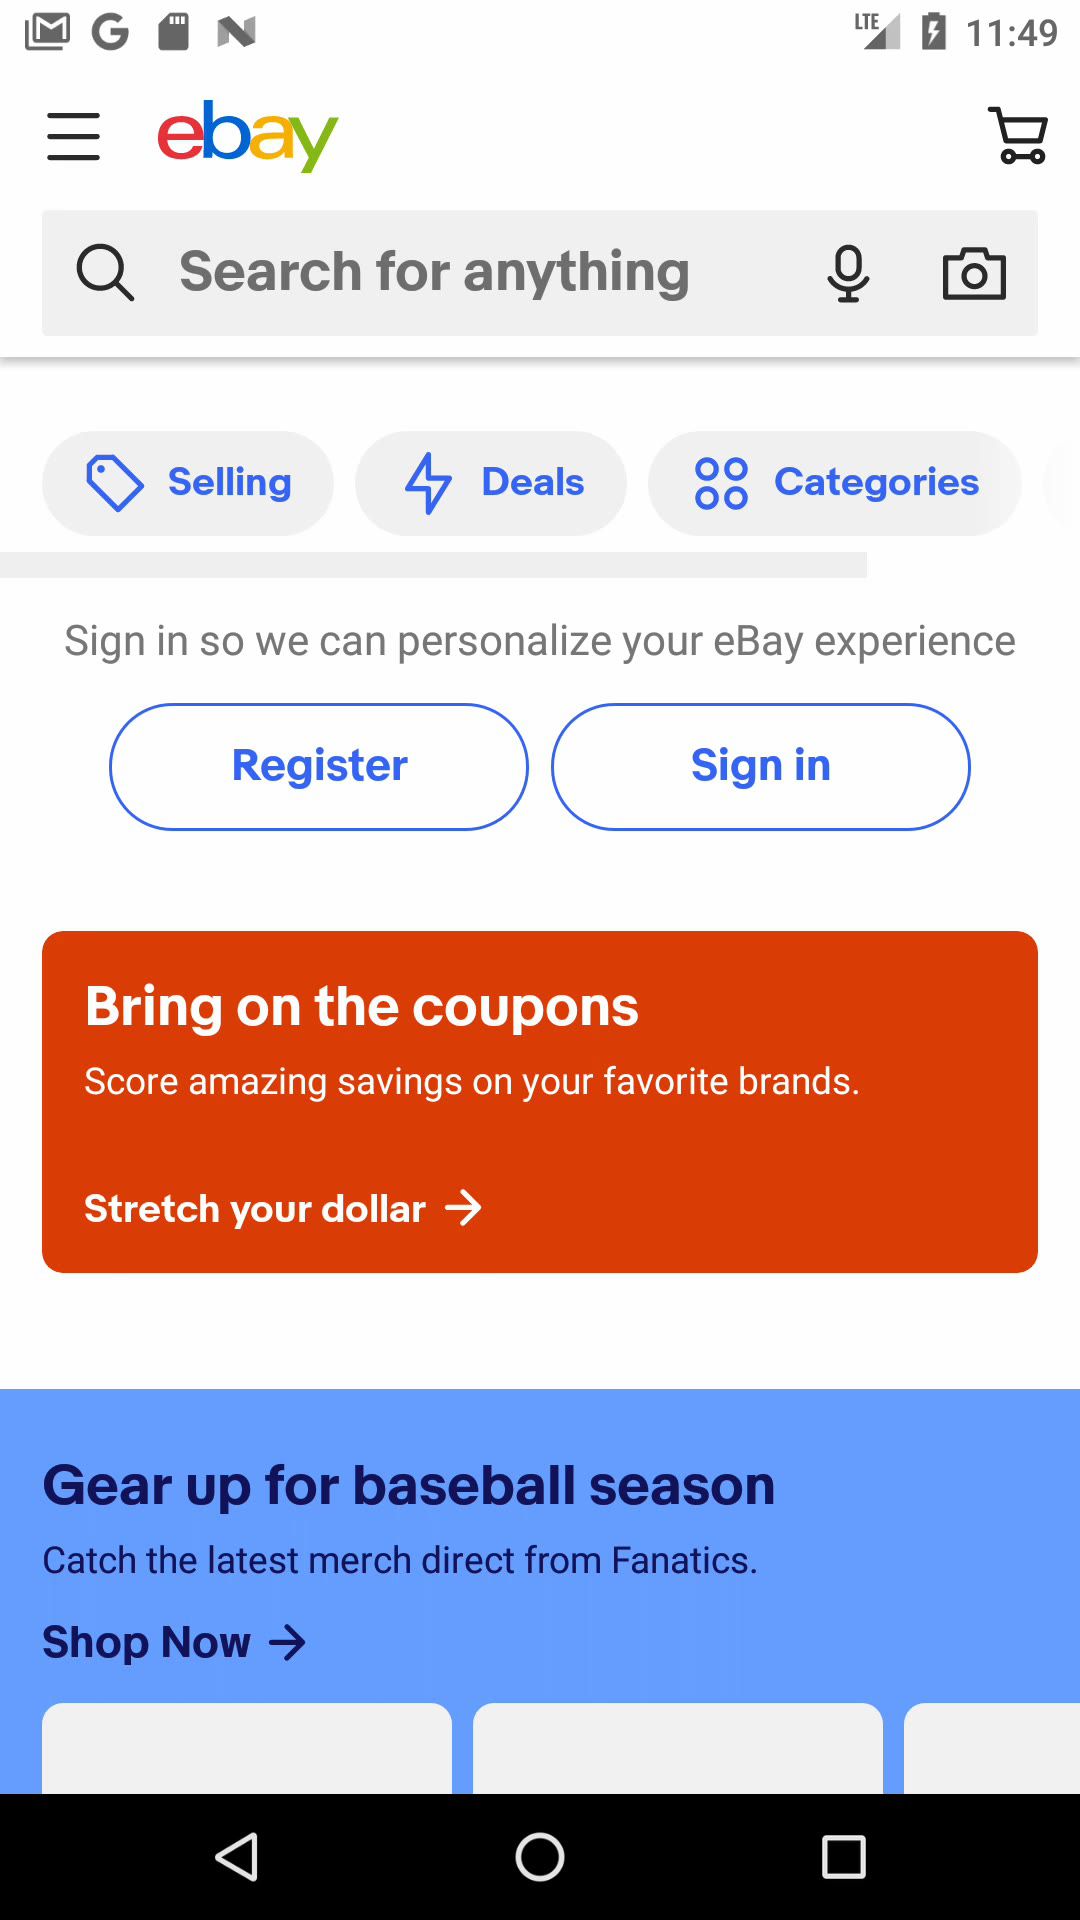 LTE 11:49
ebay
Search for anything
Selling Deals Categories
Sign in so we can personalize your eBay experience
Register Sign in
Bring on the coupons
Score amazing savings on your favorite brands.
Stretch your dollar
Gear up for baseball season
Catch the latest merch direct from Fanatics.
Shop Now